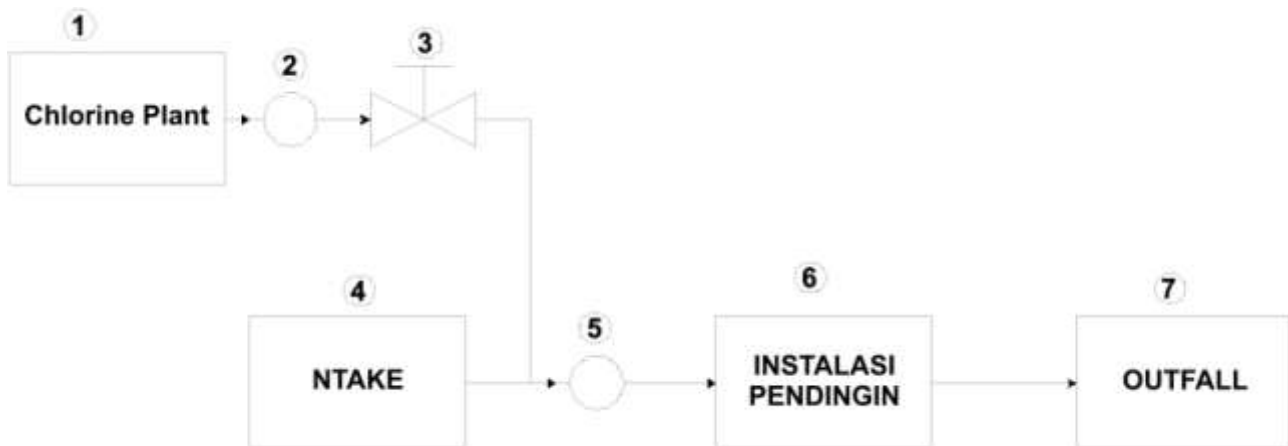 1
Chlorine Plant
2
3
4
NTAKE
5
6
INSTALASI
PENDINGIN
7
OUTFALL